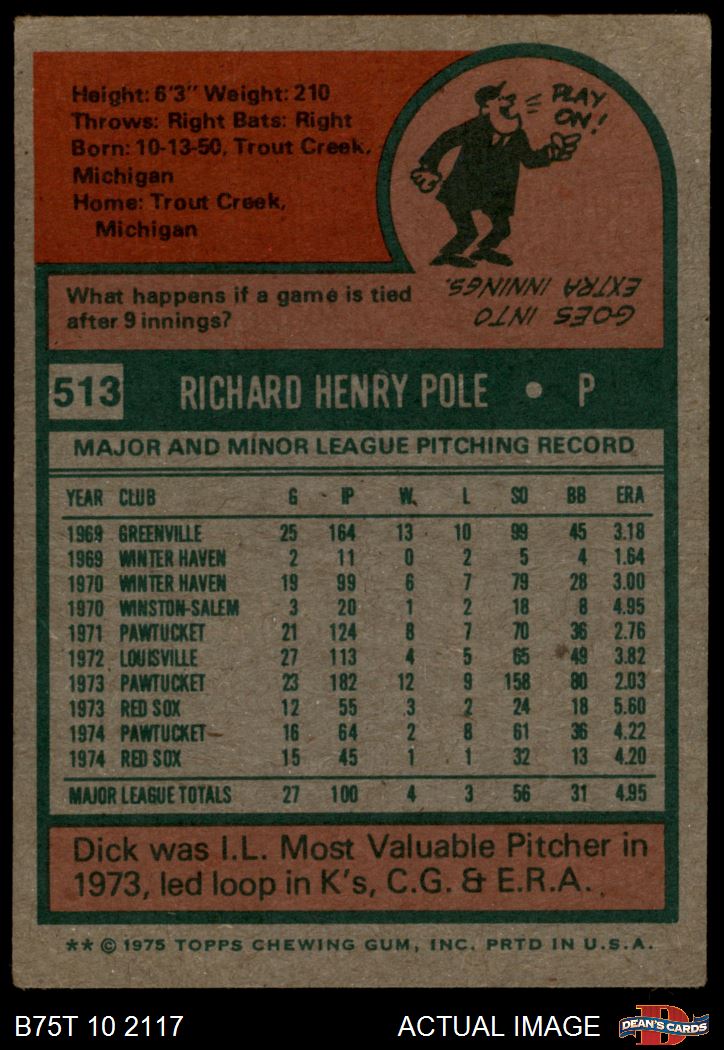 Height: 6'3" Weight: 210
Throws: Right Bats: Right
Born: 10-13-50, Trout Creek,
Michigan
Home: Trout Creek,
Michigan
PLAY
ON!
What happens if a game is tied
after 9 innings?
GOES INTO
EXTRA INNINGS.
513 RICHARD HENRY POLE • P
MAJOR AND MINOR LEAGUE PITCHING RECORD
YEAR CLUB G IP W. L SO BB ERA
1969 GREENVILLE 25 164 13 10 99 45 3.18
1969 WINTER HAVEN 2 11 0 2 5 4 1.64
1970 WINTER HAVEN 19 99 6 7 79 28 3.00
1970 WINSTON-SALEM 3 20 1 2 18 8 4.95
1971 PAWTUCKET 21 124 8 7 70 36 2.76
1972 LOUISVILLE 27 113 4 5 65 49 3.82
1973 PAWTUCKET 23 182 12 9 158 80 2.03
1973 RED SOX 12 55 3 2 24 18 5.60
1974 PAWTUCKET 16 64 2 8 61 36 4.22
1974 RED SOX 15 45 1 1 32 13 4.20
MAJOR LEAGUE TOTALS 27 100 4 3 56 31 4.95
Dick was I.L. Most Valuable Pitcher in
1973, led loop in K's, C.G. & E.R.A.
** © 1975 TOPPS CHEWING GUM, INC. PRTD IN U.S.A.
B75T 10 2117 ACTUAL IMAGE DEAN'S CARDS